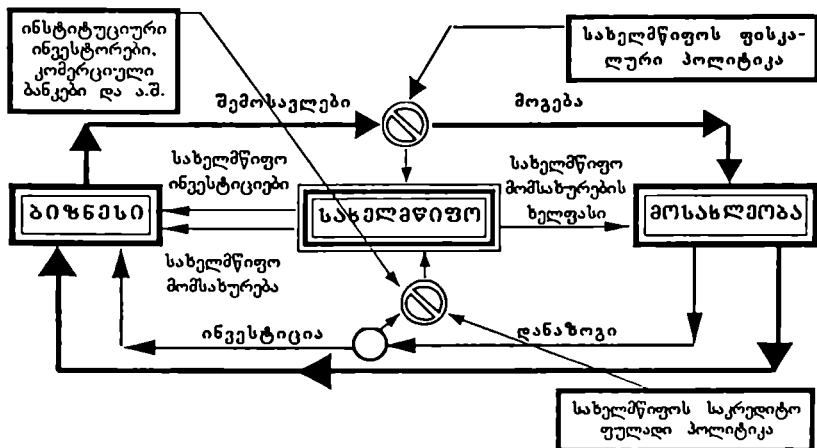 ინსტიტუციური
ინვესტორები,
კომერციული
ბანკები და ა.შ.
სახელმწიფოს ფისკა-
ლური პოლიტიკა
შემოსავლები
მოგება
სახელმწიფო
ინვესტიციები
სახელმწიფო
მომსახურების
ხელფასი
ბიზნესი
სახელმწიფო
მოსახლეობა
სახელმწიფო
მომსახურება
ინვესტიცია
დანაზოგი
სახელმწიფოს საკრედიტო
ფულადი პოლიტიკა